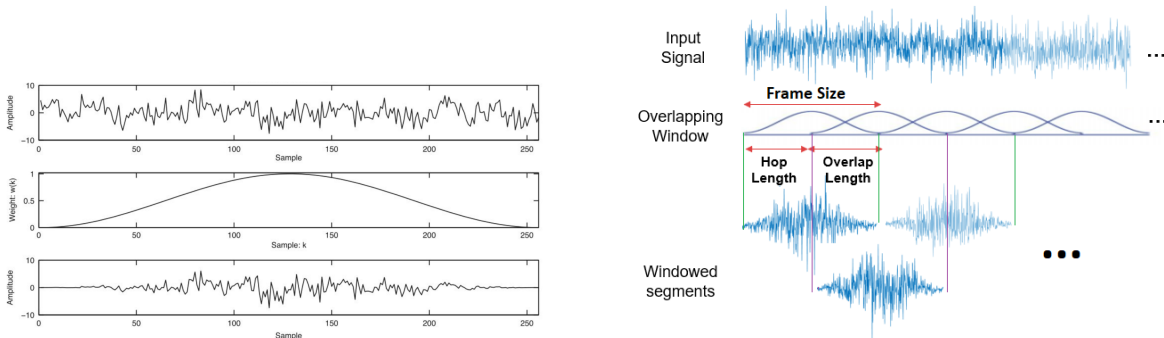 10
0
−10
Amplitude
0 50 100 150 200 250
Sample
1
0.5
0
Weight: w(k)
0 50 100 150 200 250
Sample: k
10
0
−10
Amplitude
0 50 100 150 200 250
Sample
Input
Signal
...
Frame Size
Overlapping
Window
...
Hop
Length
Overlap
Length
Windowed
segments
...